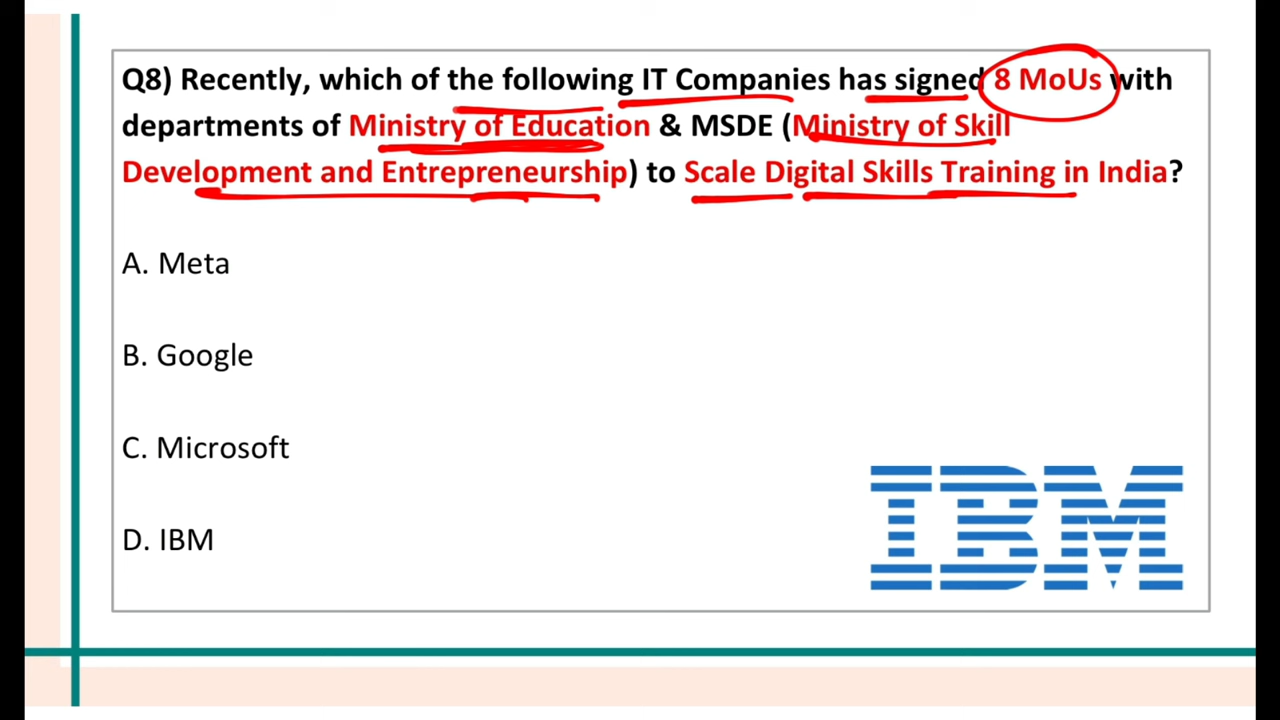 Q8) Recently, which of the following IT Companies has signed 8 MoUs with
departments of Ministry of Education & MSDE (Ministry of Skill
Development and Entrepreneurship) to Scale Digital Skills Training in India?
A. Meta
B. Google
C. Microsoft
D. IBM
IBM